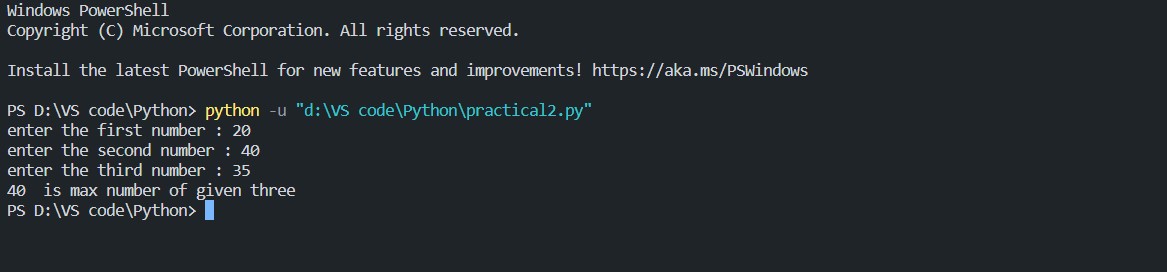 Windows PowerShell
Copyright (C) Microsoft Corporation. All rights reserved.
Install the latest PowerShell for new features and improvements! https://aka.ms/PSWindows
PS D:\VS code\Python> python -u "d:\VS code\Python\practical2.py"
enter the first number : 20
enter the second number : 40
enter the third number : 35
40  is max number of given three
PS D:\VS code\Python>